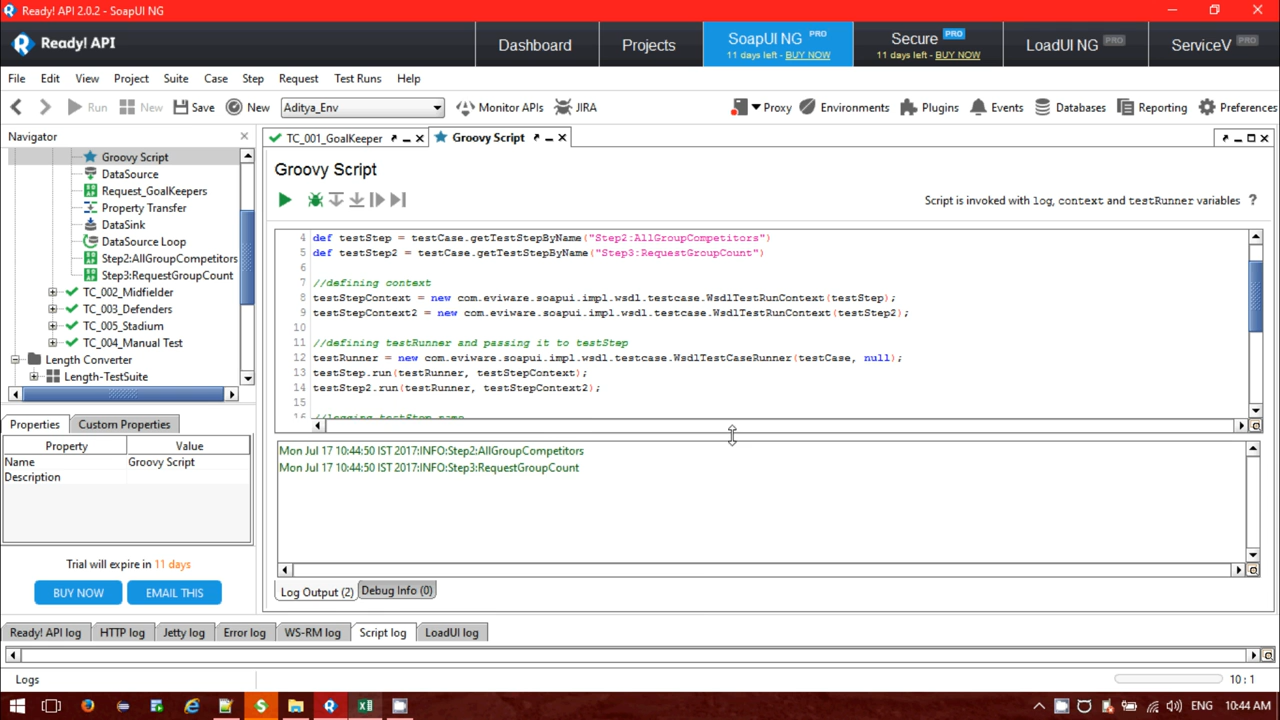 Ready! API 2.0.2 - SoapUI NG
Ready! API
Dashboard
Projects
SoapUI NG PRO
11 days left - BUY NOW
Secure PRO
11 days left - BUY NOW
LoadUI NG PRO
ServiceV PRO
File Edit View Project Suite Case Step Request Test Runs Help
Run New Save New Aditya_Env Monitor APIs JIRA Proxy Environments Plugins Events Databases Reporting Preferences
Navigator
TC_001_GoalKeeper
Groovy Script
Groovy Script
DataSource
Request_GoalKeepers
Property Transfer
DataSink
DataSource Loop
Step2:AllGroupCompetitors
Step3:RequestGroupCount
TC_002_Midfielder
TC_003_Defenders
TC_005_Stadium
TC_004_Manual Test
Length Converter
Length-TestSuite
Groovy Script
Script is invoked with log, context and testRunner variables ?
4 def testStep = testCase.getTestStepByName("Step2:AllGroupCompetitors")
5 def testStep2 = testCase.getTestStepByName("Step3:RequestGroupCount")
6
7 //defining context
8 testStepContext = new com.eviware.soapui.impl.wsdl.testcase.WsdlTestRunContext(testStep);
9 testStepContext2 = new com.eviware.soapui.impl.wsdl.testcase.WsdlTestRunContext(testStep2);
10
11 //defining testRunner and passing it to testStep
12 testRunner = new com.eviware.soapui.impl.wsdl.testcase.WsdlTestCaseRunner(testCase, null);
13 testStep.run(testRunner, testStepContext);
14 testStep2.run(testRunner, testStepContext2);
15
16 //logging testStep name
Mon Jul 17 10:44:50 IST 2017:INFO:Step2:AllGroupCompetitors
Mon Jul 17 10:44:50 IST 2017:INFO:Step3:RequestGroupCount
Log Output (2) Debug Info (0)
Properties Custom Properties
Property Value
Name Groovy Script
Description
Trial will expire in 11 days
BUY NOW
EMAIL THIS
Ready! API log HTTP log Jetty log Error log WS-RM log Script log LoadUI log
Logs
10 : 1
ENG 10:44 AM